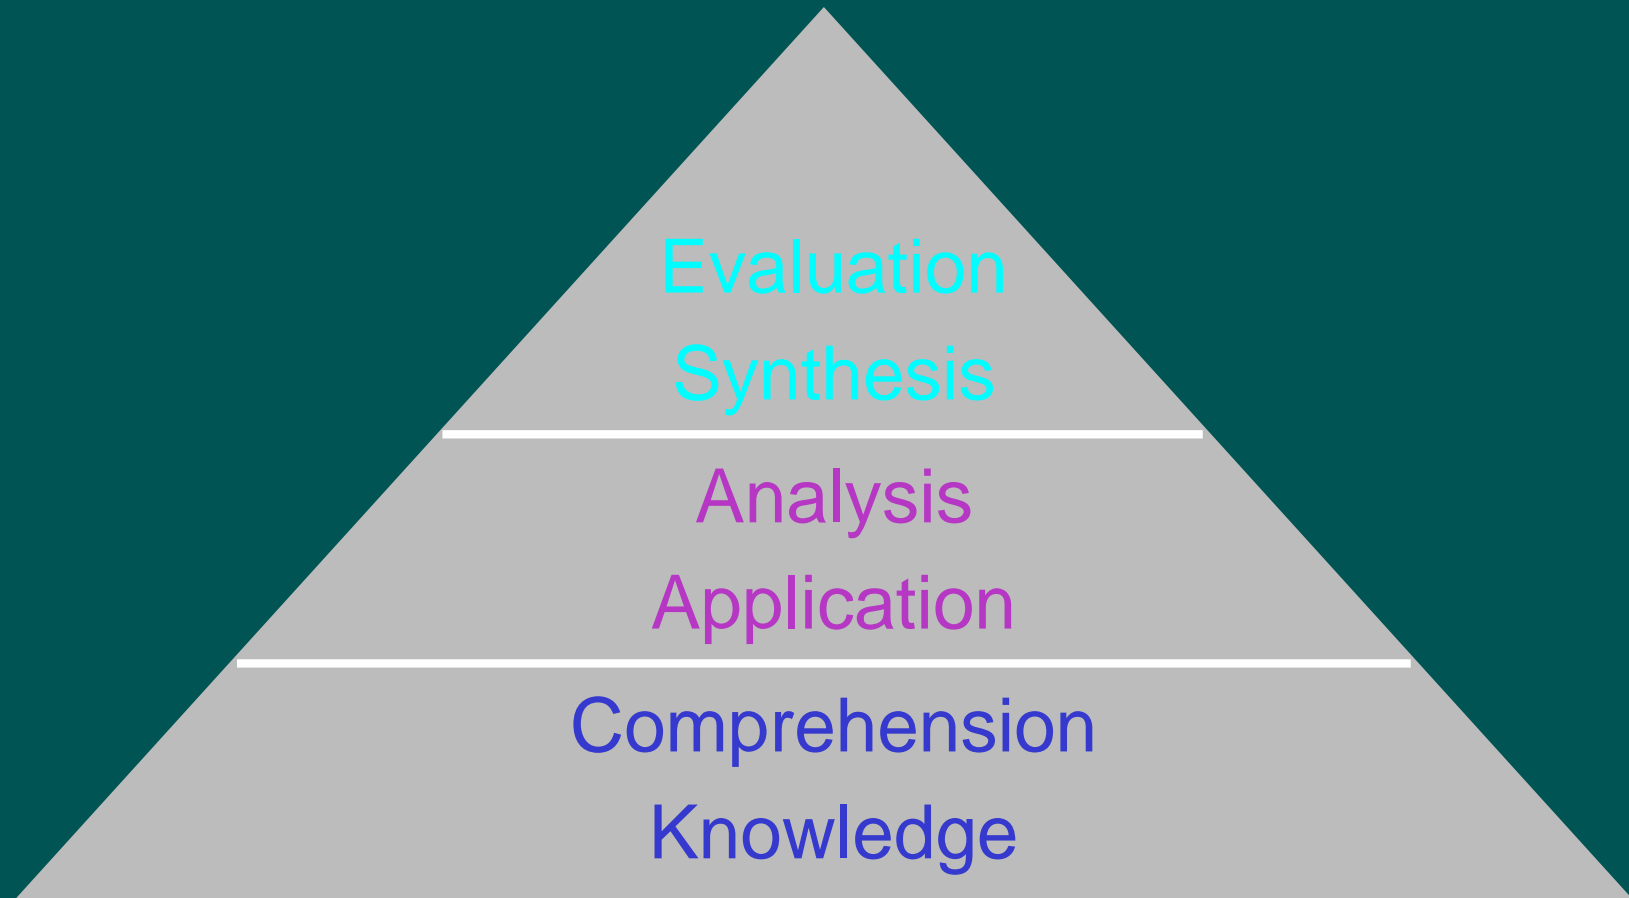 Evaluation
Synthesis
Analysis
Application
Comprehension
Knowledge